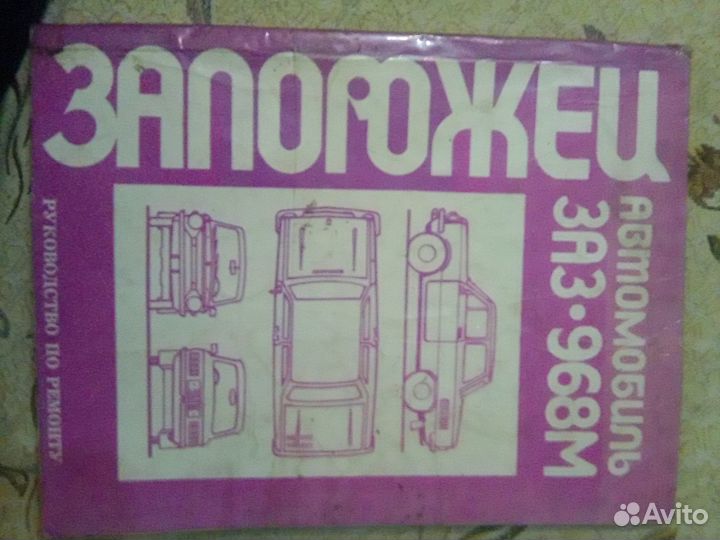 АВТОМОБИЛЬ
ЗАЗ·968М
ЗАПОРОЖЕЦ
РУКОВОДСТВО ПО РЕМОНТУ
Avito